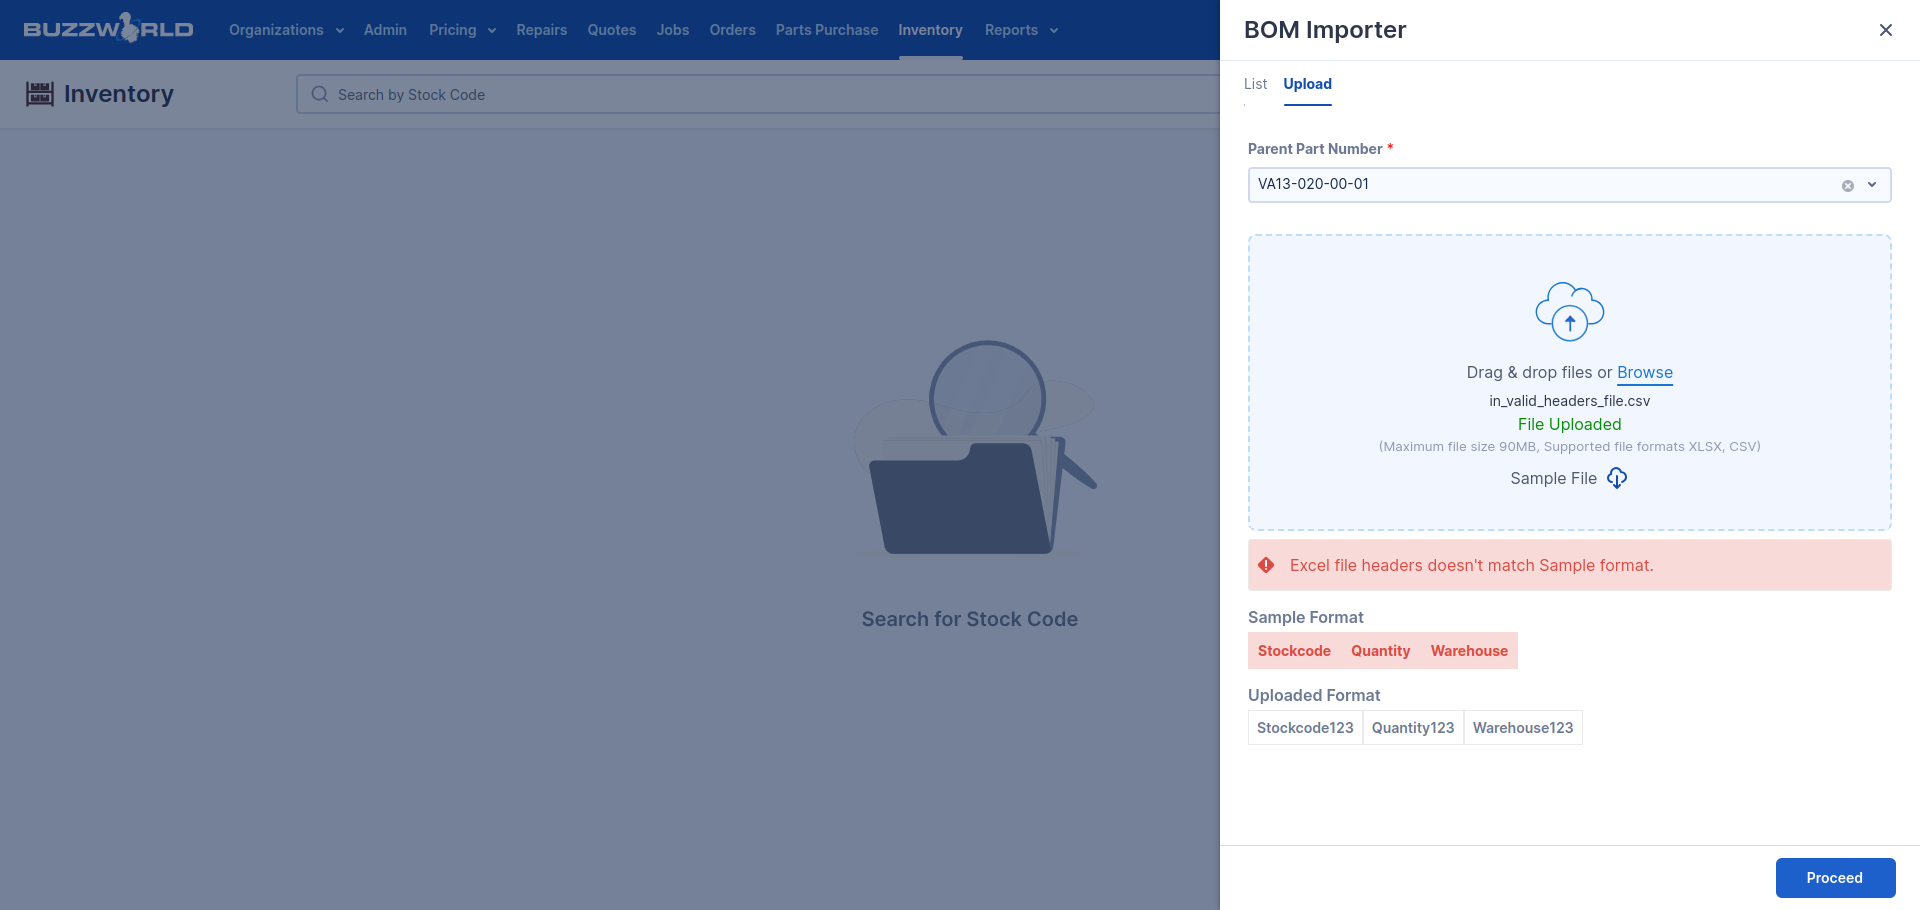 BUZZWORLD Organizations Admin Pricing Repairs Quotes Jobs Orders Parts Purchase Inventory Reports
Inventory
Search by Stock Code
Search for Stock Code
BOM Importer
List Upload
Parent Part Number *
VA13-020-00-01
Drag & drop files or Browse
in_valid_headers_file.csv
File Uploaded
(Maximum file size 90MB, Supported file formats XLSX, CSV)
Sample File
Excel file headers doesn't match Sample format.
Sample Format
Stockcode Quantity Warehouse
Uploaded Format
Stockcode123 Quantity123 Warehouse123
Proceed